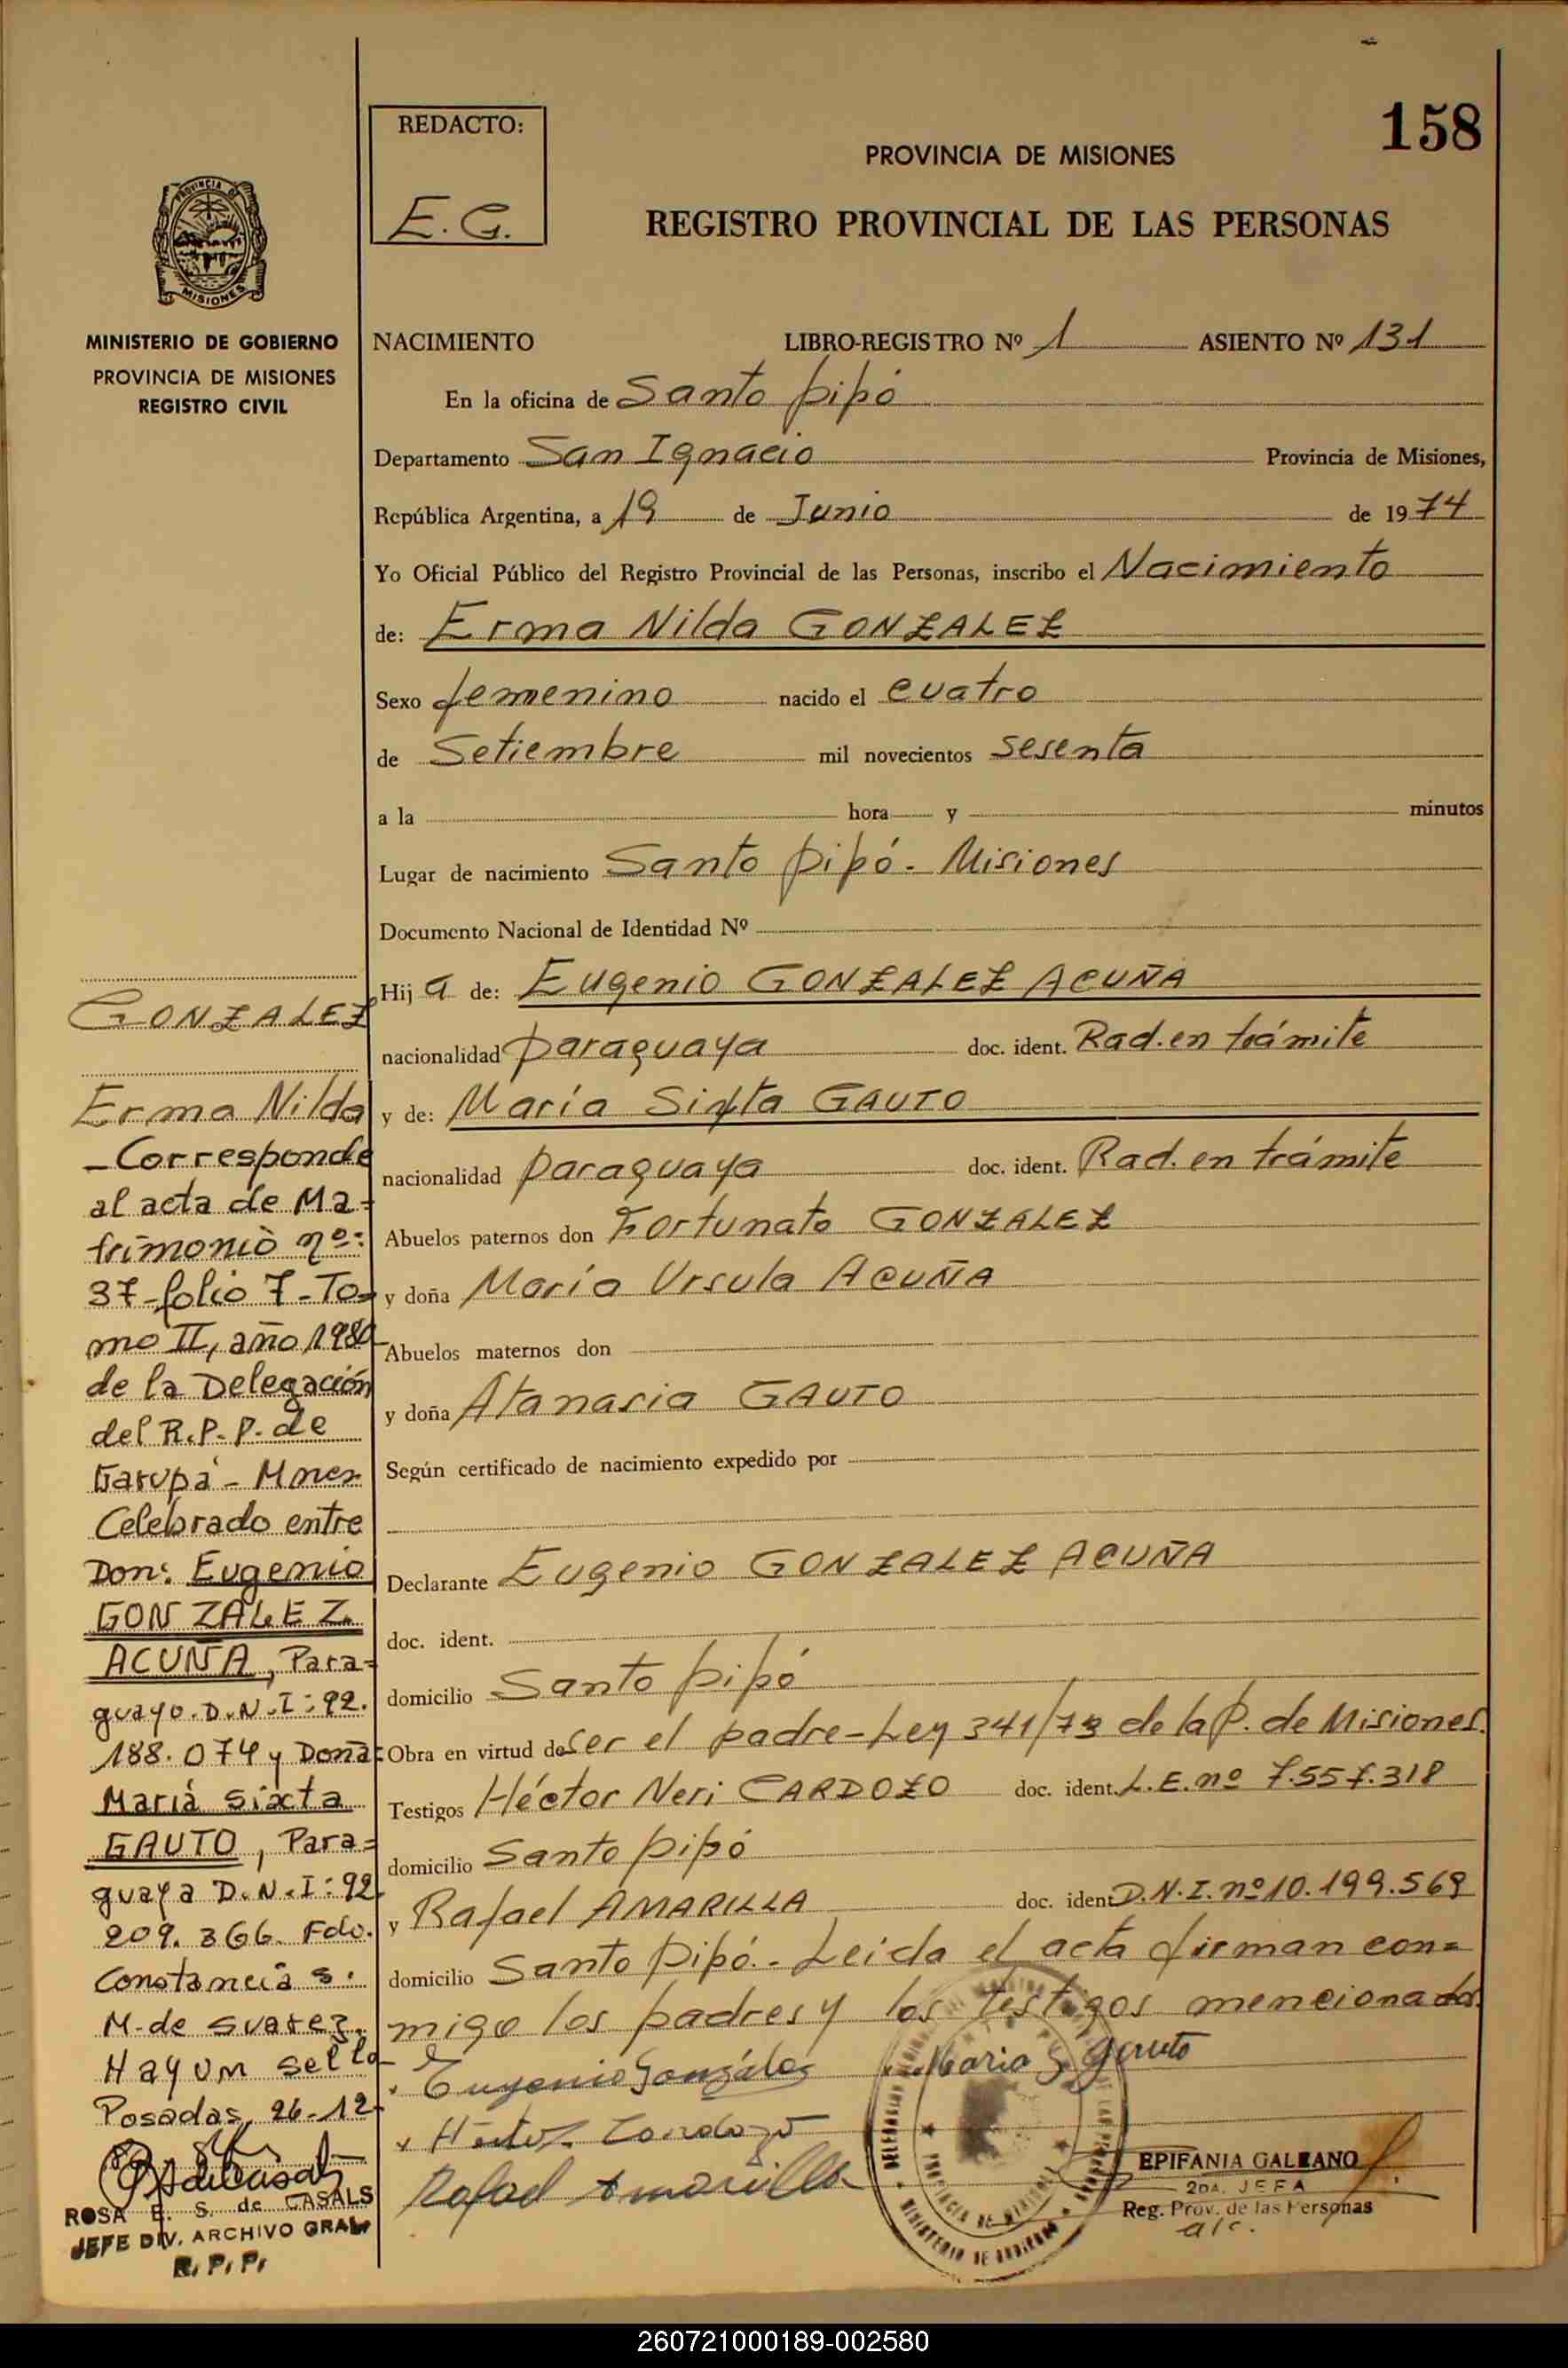 158
REDACTO:
E.G.
PROVINCIA DE MISIONES
REGISTRO PROVINCIAL DE LAS PERSONAS
PROVINCIA DE
MISIONES
MINISTERIO DE GOBIERNO
PROVINCIA DE MISIONES
REGISTRO CIVIL
NACIMIENTO LIBRO-REGISTRO Nº 1 ASIENTO Nº 131
En la oficina de Santo Pipó
Departamento San Ignacio Provincia de Misiones,
República Argentina, a 19 de Junio de 1974
Yo Oficial Público del Registro Provincial de las Personas, inscribo el Nacimiento
de: Erma Nilda GONZALEZ
Sexo femenino nacido el cuatro
de Setiembre mil novecientos sesenta
a la hora y minutos
Lugar de nacimiento Santo Pipó - Misiones
Documento Nacional de Identidad Nº
Hij a de: Eugenio GONZALEZ ACUÑA
nacionalidad paraguaya doc. ident. Rad. en trámite
y de: María Sixta GAUTO
nacionalidad paraguaya doc. ident. Rad. en trámite
Abuelos paternos don Fortunato GONZALEZ
y doña María Ursula ACUÑA
Abuelos maternos don
y doña Atanasia GAUTO
Según certificado de nacimiento expedido por
Declarante Eugenio GONZALEZ ACUÑA
doc. ident.
domicilio Santo Pipó
Obra en virtud de ser el padre - Ley 341/73 de la P. de Misiones.
Testigos Héctor Neri CARDOZO doc. ident. L.E. nº 7.557.318
domicilio Santo Pipó
y Rafael AMARILLA doc. ident D.N.I. nº 10.199.569
domicilio Santo Pipó.- Leída el acta firman con=
migo los padres y los testigos mencionados.
Eugenio González María S Gauto
Héctor Cardozo
Rafael Amarilla
EPIFANIA GALEANO
2DA. JEFA
Reg. Prov. de las Personas
a/c.
GONZALEZ
Erma Nilda
- Corresponde
al acta de Ma=
trimonio nº:
37-folio 7-To=
mo II, año 1980
de la Delegación
del R.P.P. de
Garupá - Mnes.
Celebrado entre
Don: Eugenio
GONZALEZ
ACUÑA, Para=
guayo. D.N.I: 92.
188.074 y Doña:
María Sixta
GAUTO, Para=
guaya D.N.I: 92.
209.366. Fdo.
Constancia S.
M. de Suarez.
Hay un sello-
Posadas, 26-12-
ROSA E. S. de CASALS
JEFE DIV. ARCHIVO GRAL.
R.P.P.
260721000189-002580